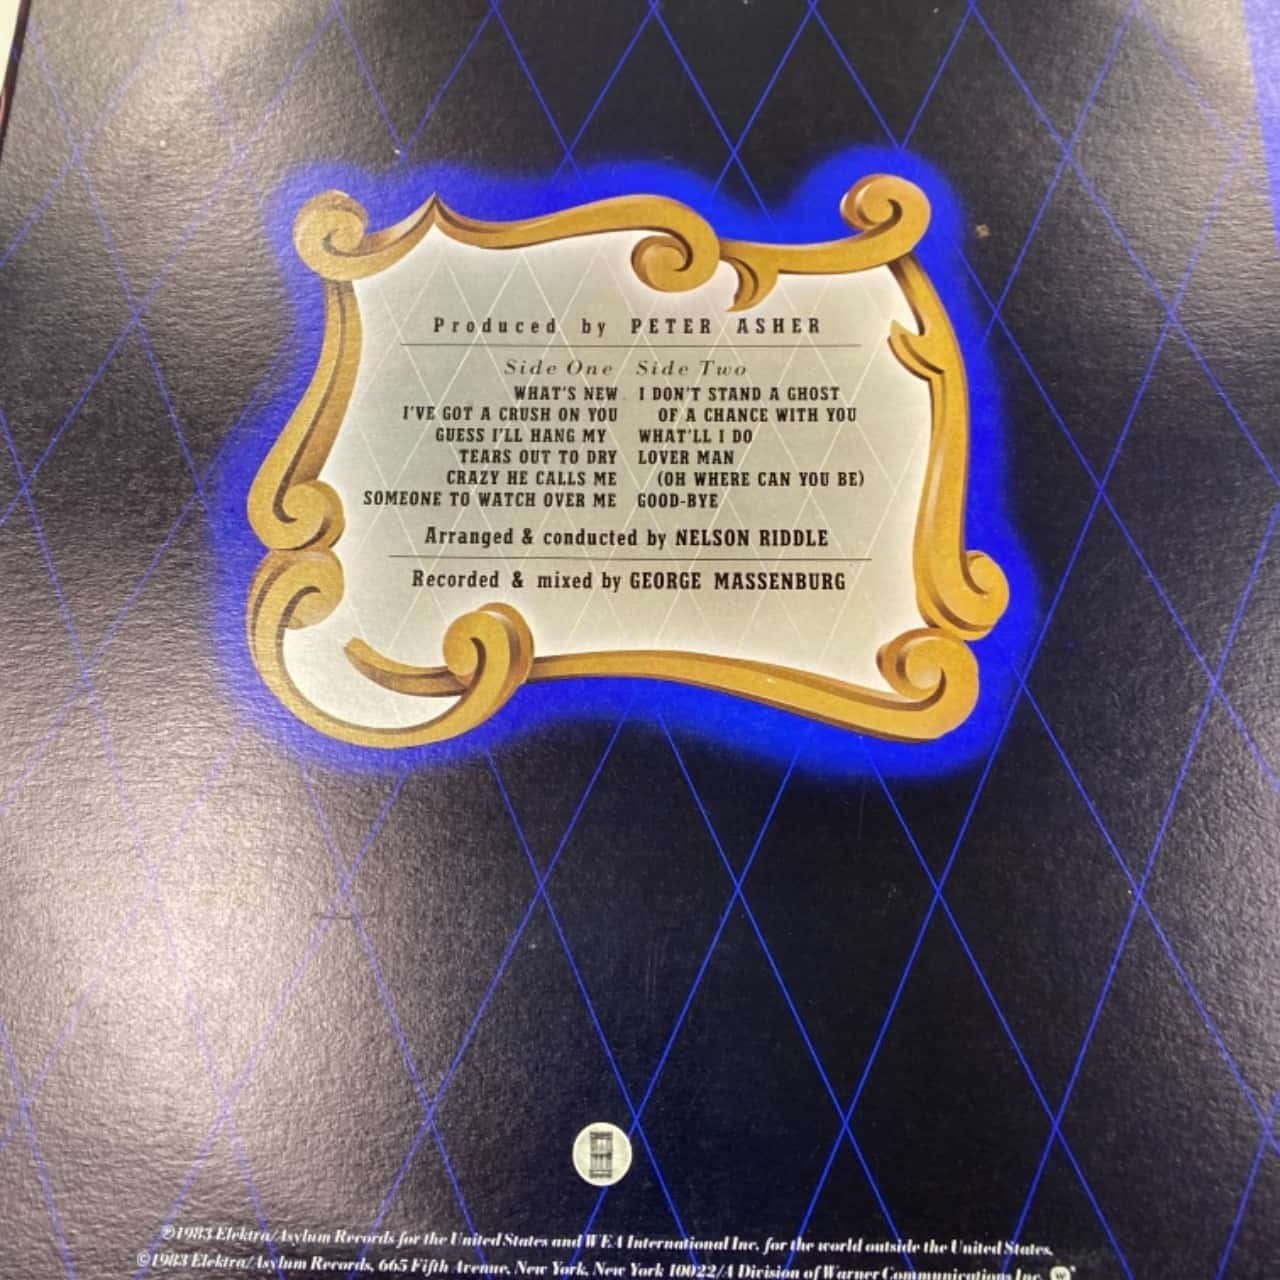 Produced by PETER ASHER
Side One
WHAT'S NEW
I'VE GOT A CRUSH ON YOU
GUESS I'LL HANG MY
TEARS OUT TO DRY
CRAZY HE CALLS ME
SOMEONE TO WATCH OVER ME
Side Two
I DON'T STAND A GHOST
OF A CHANCE WITH YOU
WHAT'LL I DO
LOVER MAN
(OH WHERE CAN YOU BE)
GOOD-BYE
Arranged & conducted by NELSON RIDDLE
Recorded & mixed by GEORGE MASSENBURG
℗1983 Elektra/Asylum Records for the United States and WEA International Inc. for the world outside the United States.
©1983 Elektra/Asylum Records, 665 Fifth Avenue, New York, New York 10022/A Division of Warner Communications Inc.